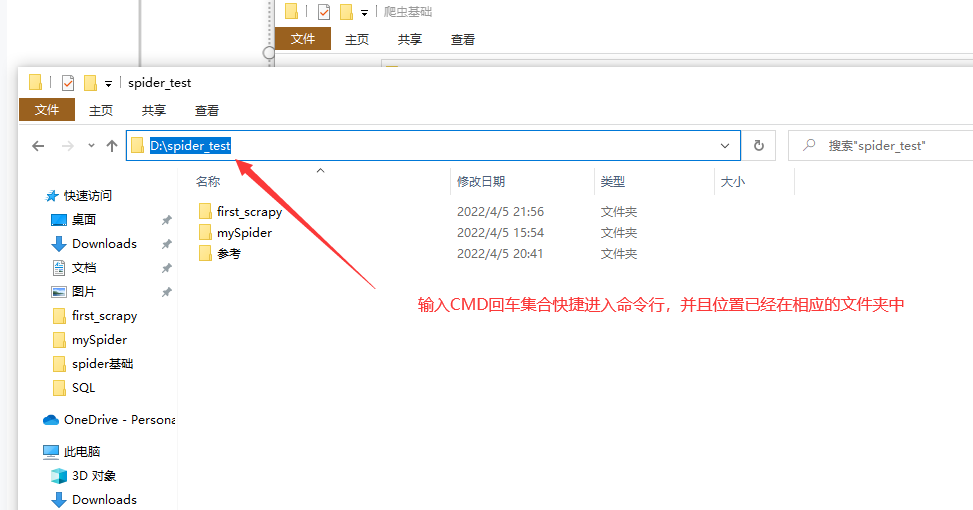 爬虫基础
文件 主页 共享 查看
spider_test
文件 主页 共享 查看
D:\spider_test
搜索"spider_test"
名称 修改日期 类型 大小
first_scrapy 2022/4/5 21:56 文件夹
mySpider 2022/4/5 15:54 文件夹
参考 2022/4/5 20:41 文件夹
输入CMD回车集合快捷进入命令行，并且位置已经在相应的文件夹中
快速访问
桌面
Downloads
文档
图片
first_scrapy
mySpider
spider基础
SQL
OneDrive - Persona
此电脑
3D 对象
Downloads